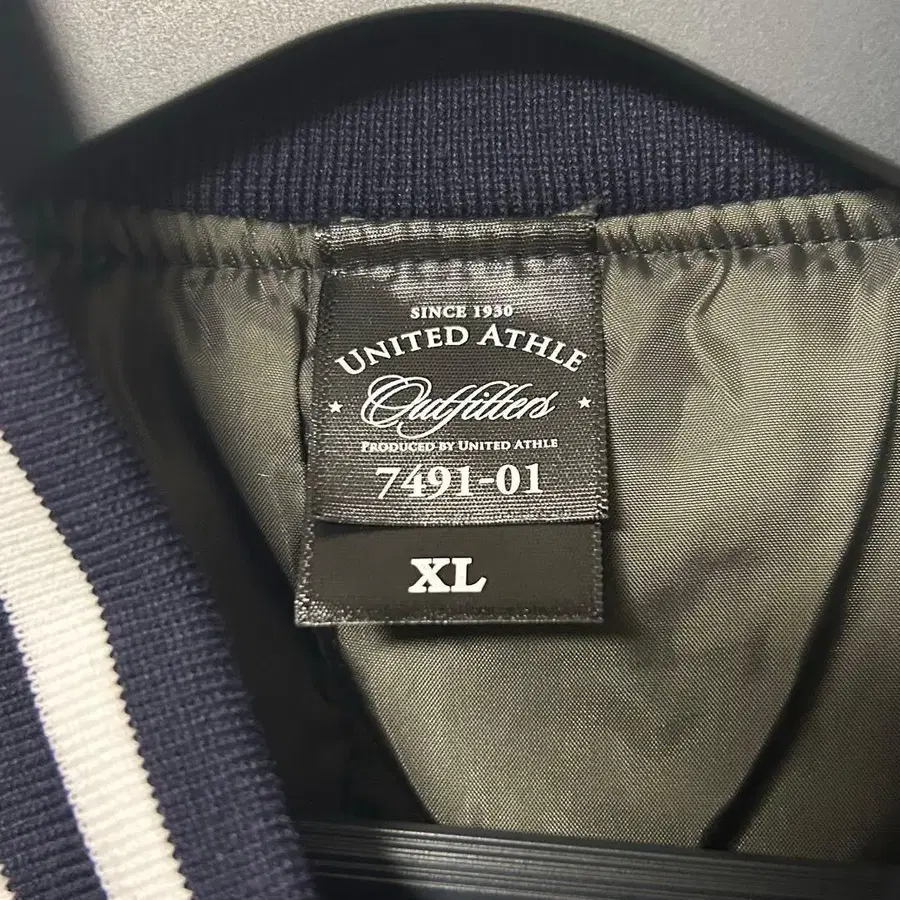 SINCE 1930
UNITED ATHLE
Outfitters
PRODUCED BY UNITED ATHLE
7491-01
XL